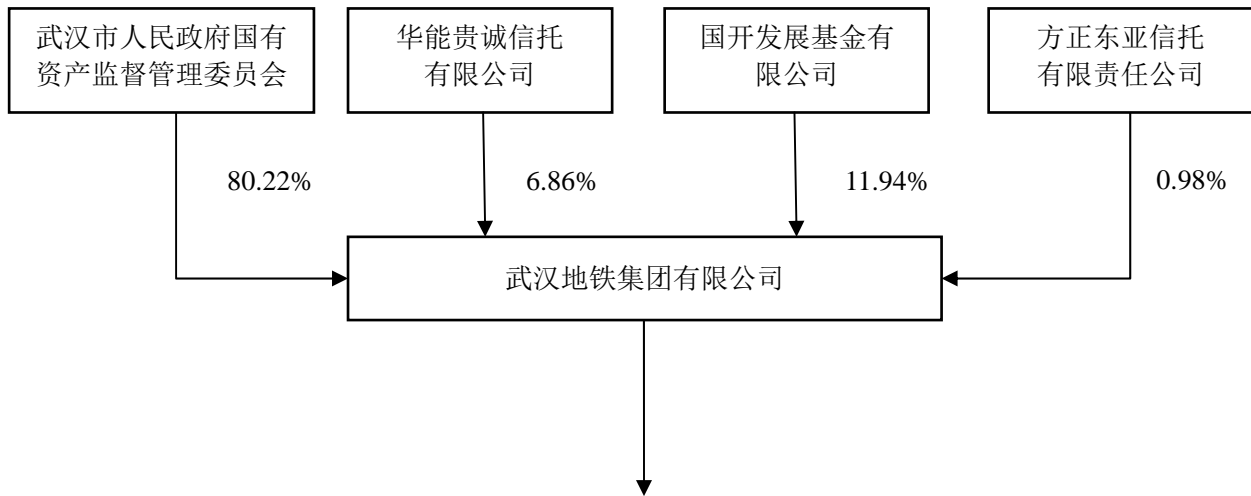 武汉市人民政府国有
资产监督管理委员会
华能贵诚信托
有限公司
国开发展基金有
限公司
方正东亚信托
有限责任公司
80.22%
6.86%
11.94%
0.98%
武汉地铁集团有限公司